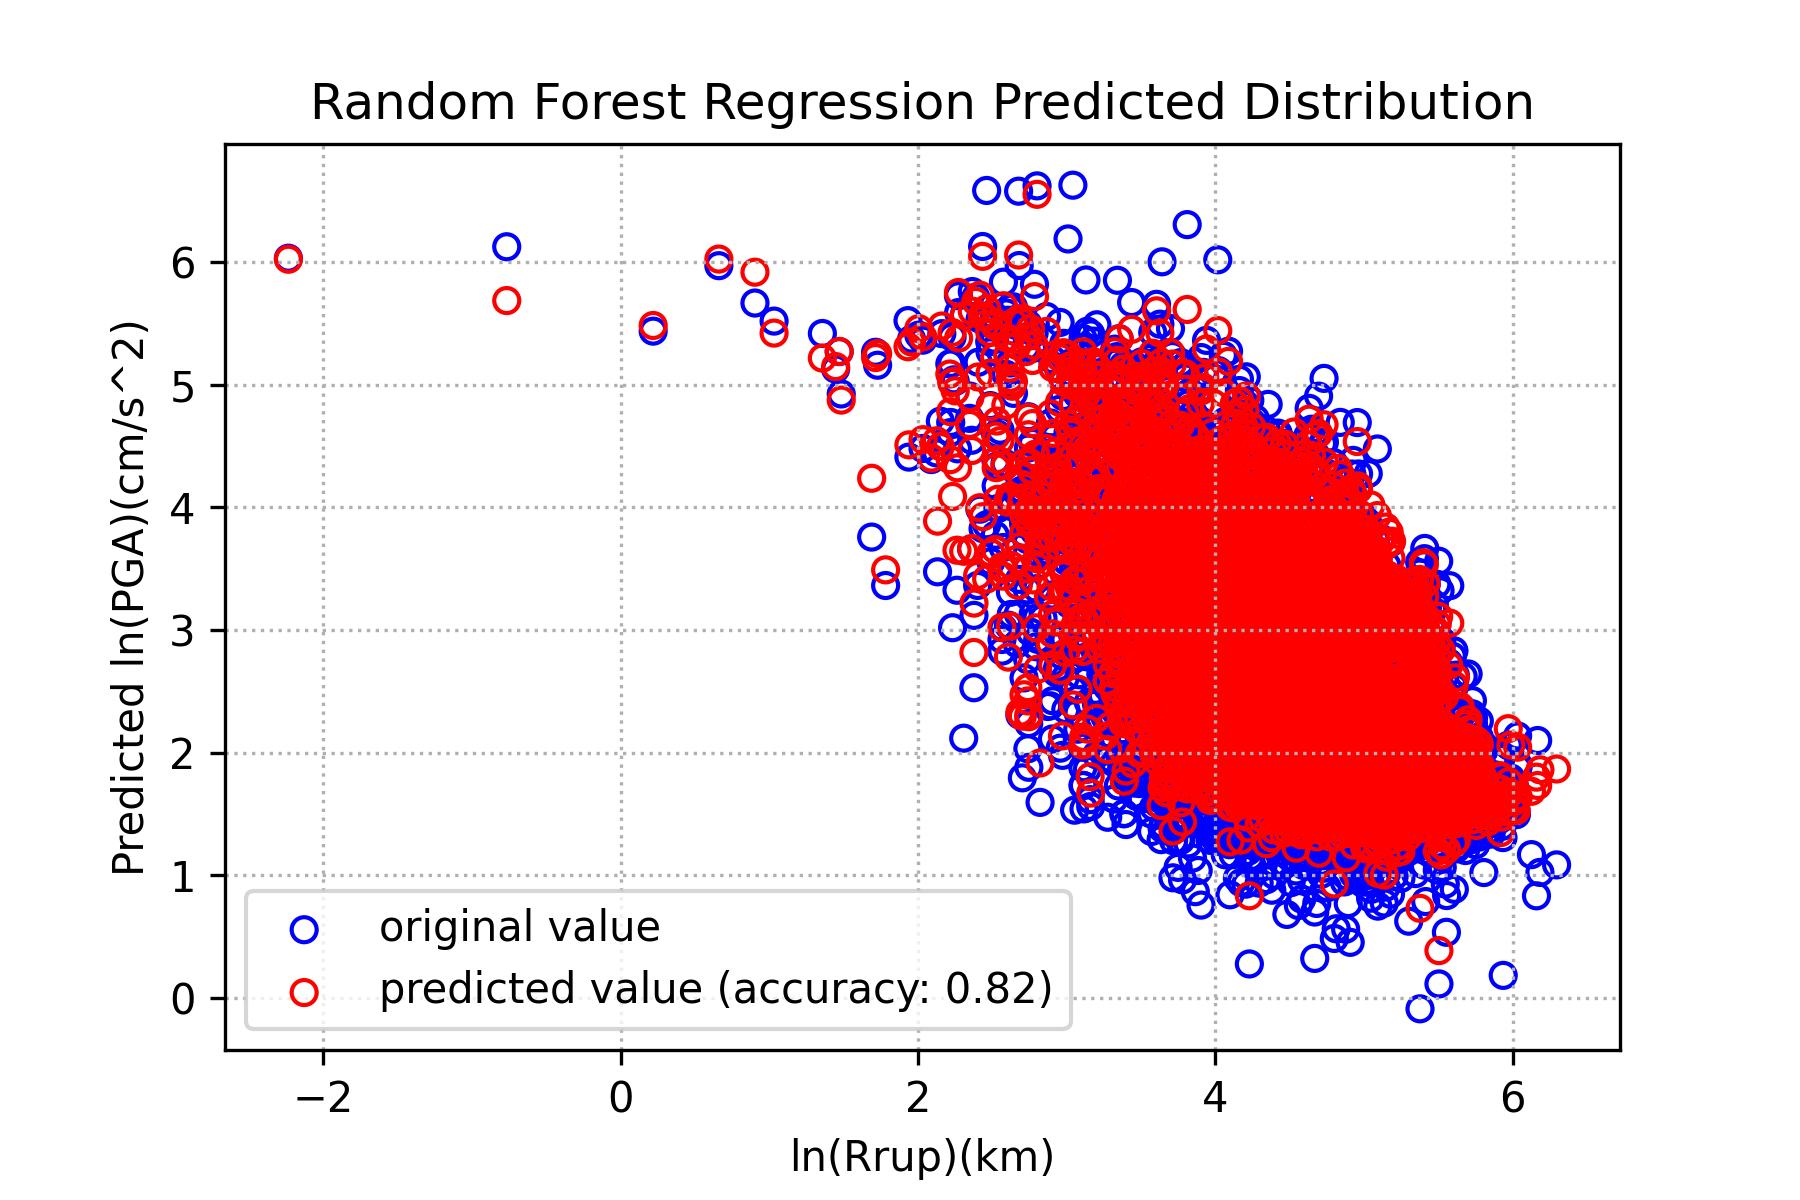 Random Forest Regression Predicted Distribution
Predicted ln(PGA)(cm/s^2)
6
5
4
3
2
1
0
original value
predicted value (accuracy: 0.82)
−2
0
2
4
6
ln(Rrup)(km)